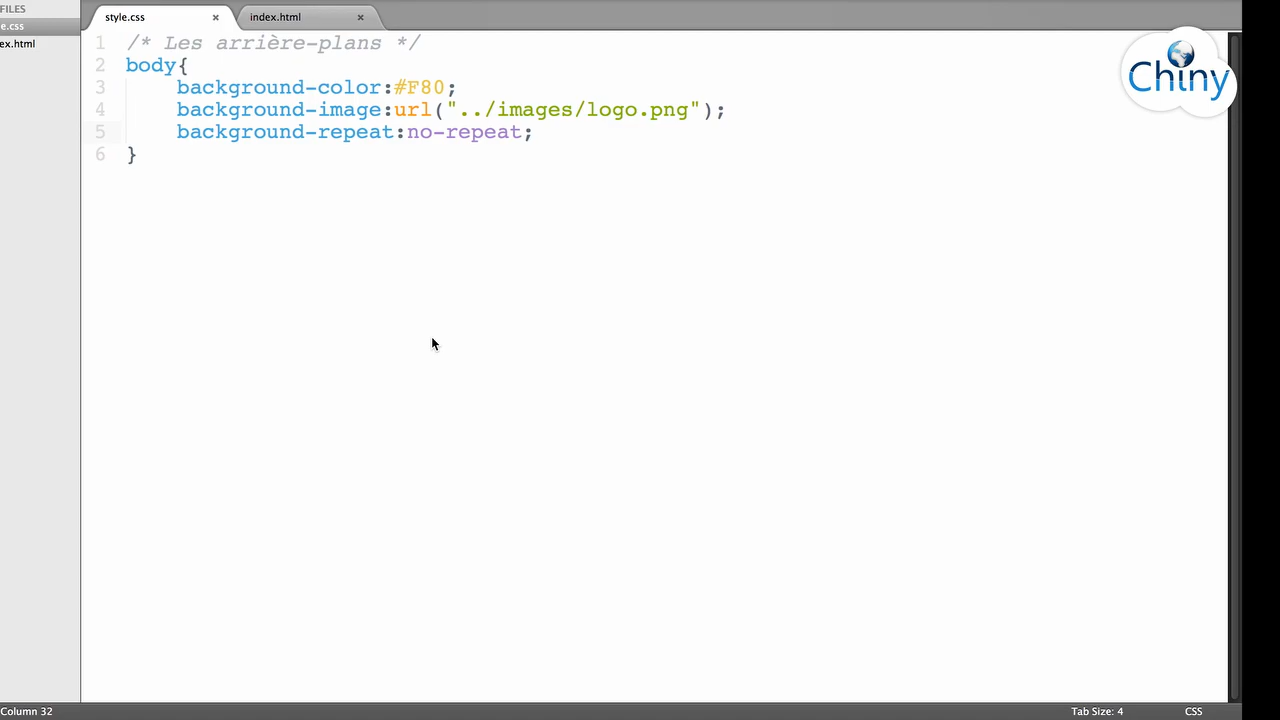 FILES
e.css
ex.html
style.css ×
index.html ×
1 /* Les arrière-plans */
2 body{
3 background-color:#F80;
4 background-image:url("../images/logo.png");
5 background-repeat:no-repeat;
6 }
Chiny
Column 32
Tab Size: 4
CSS